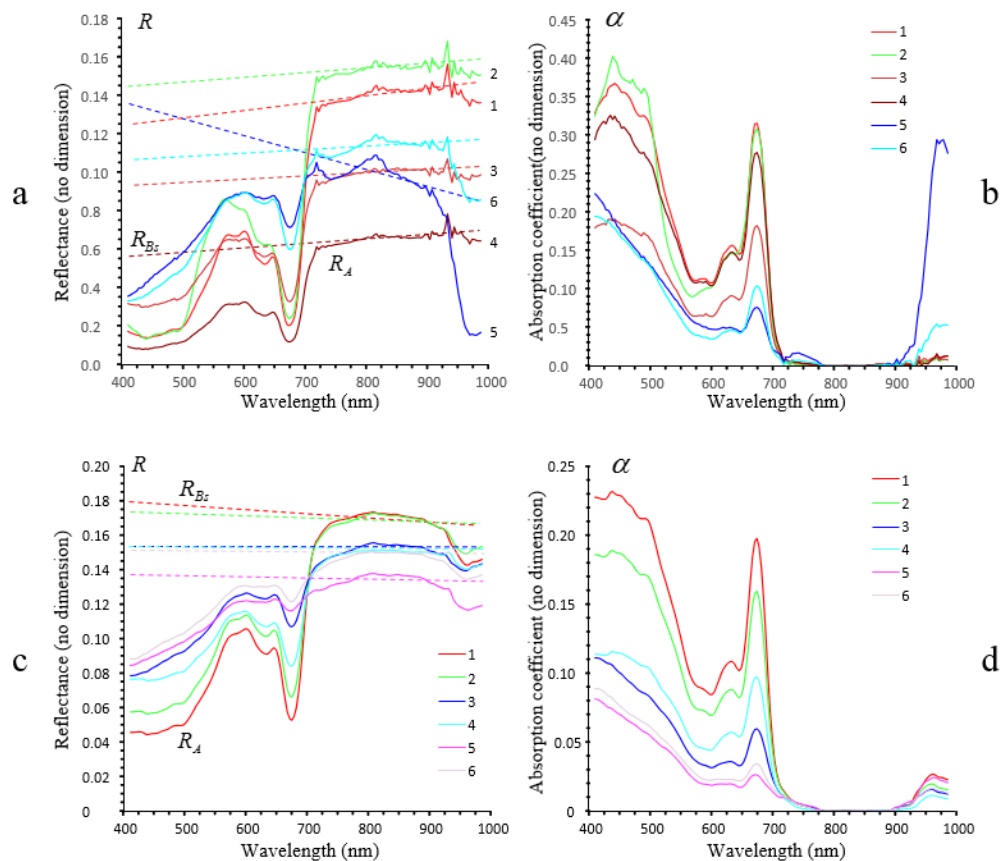 a
R
Reflectance (no dimension)
0.18
0.16
0.14
0.12
0.10
0.8
0.6
0.4
0.2
0.0
R_Bs
R_A
2
1
3
6
4
5
400 500 600 700 800 900 1000
Wavelength (nm)
b
α
Absorption coefficient(no dimension)
0.45
0.40
0.35
0.30
0.25
0.20
0.15
0.10
0.5
0.0
1
2
3
4
5
6
400 500 600 700 800 900 1000
Wavelength (nm)
c
R
Reflectance (no dimension)
0.20
0.18
0.16
0.14
0.12
0.10
0.08
0.06
0.04
0.02
0
R_Bs
R_A
1
2
3
4
5
6
400 500 600 700 800 900 1000
Wavelength (nm)
d
α
Absorption coefficient (no dimension)
0.25
0.20
0.15
0.10
0.05
0
1
2
3
4
5
6
400 500 600 700 800 900 1000
Wavelength (nm)